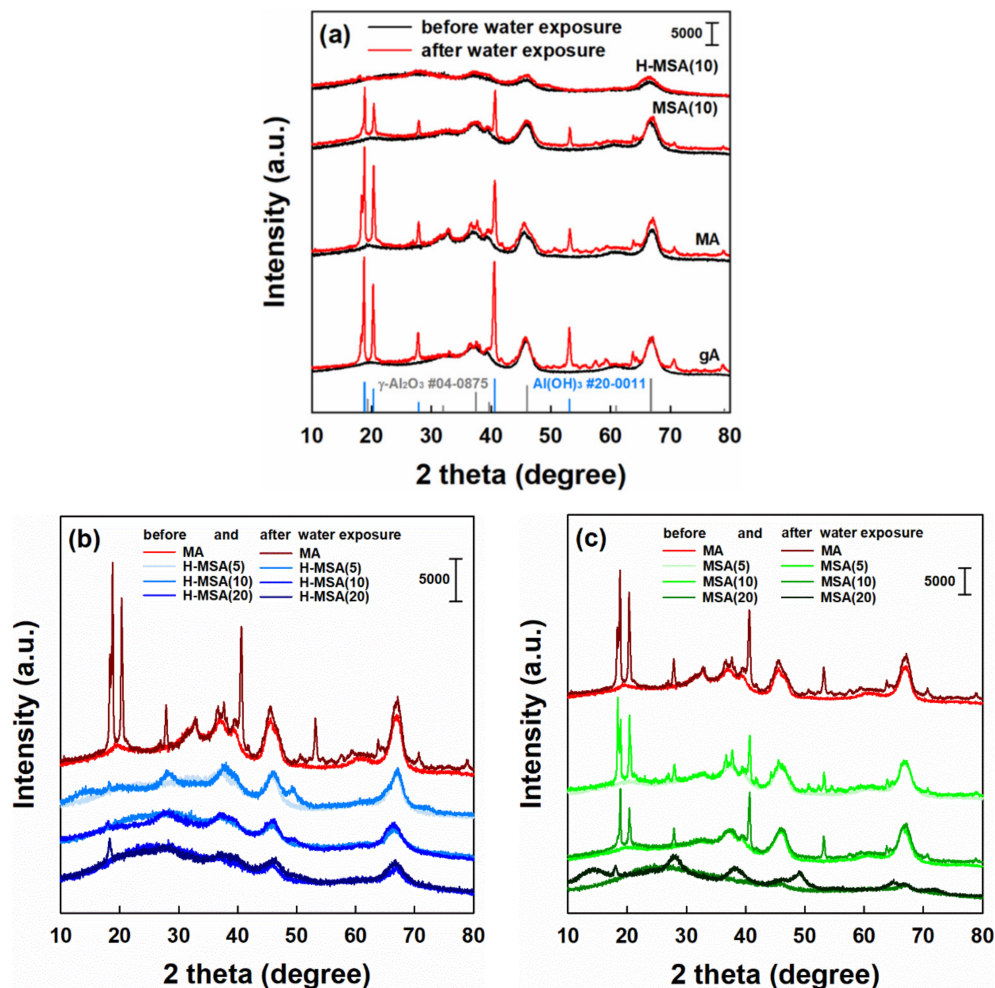 (a)
before water exposure
after water exposure
5000
H-MSA(10)
MSA(10)
MA
gA
γ-Al₂O₃ #04-0875
Al(OH)₃ #20-0011
Intensity (a.u.)
10 20 30 40 50 60 70 80
2 theta (degree)
(b)
before and after water exposure
MA MA
H-MSA(5) H-MSA(5)
H-MSA(10) H-MSA(10)
H-MSA(20) H-MSA(20)
5000
Intensity (a.u.)
10 20 30 40 50 60 70 80
2 theta (degree)
(c)
before and after water exposure
MA MA
MSA(5) MSA(5)
MSA(10) MSA(10)
MSA(20) MSA(20)
5000
Intensity (a.u.)
10 20 30 40 50 60 70 80
2 theta (degree)